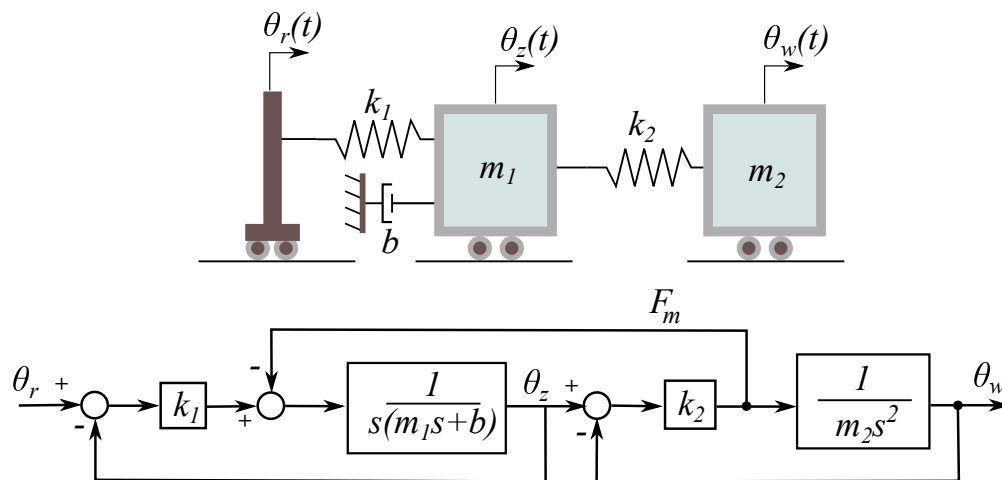 θr(t) θz(t) θw(t)
k1 k2
m1 m2
b
Fm
- 
θr + k1 + 1 θz + k2 1 θw
s(m1s+b) m2s²
- -